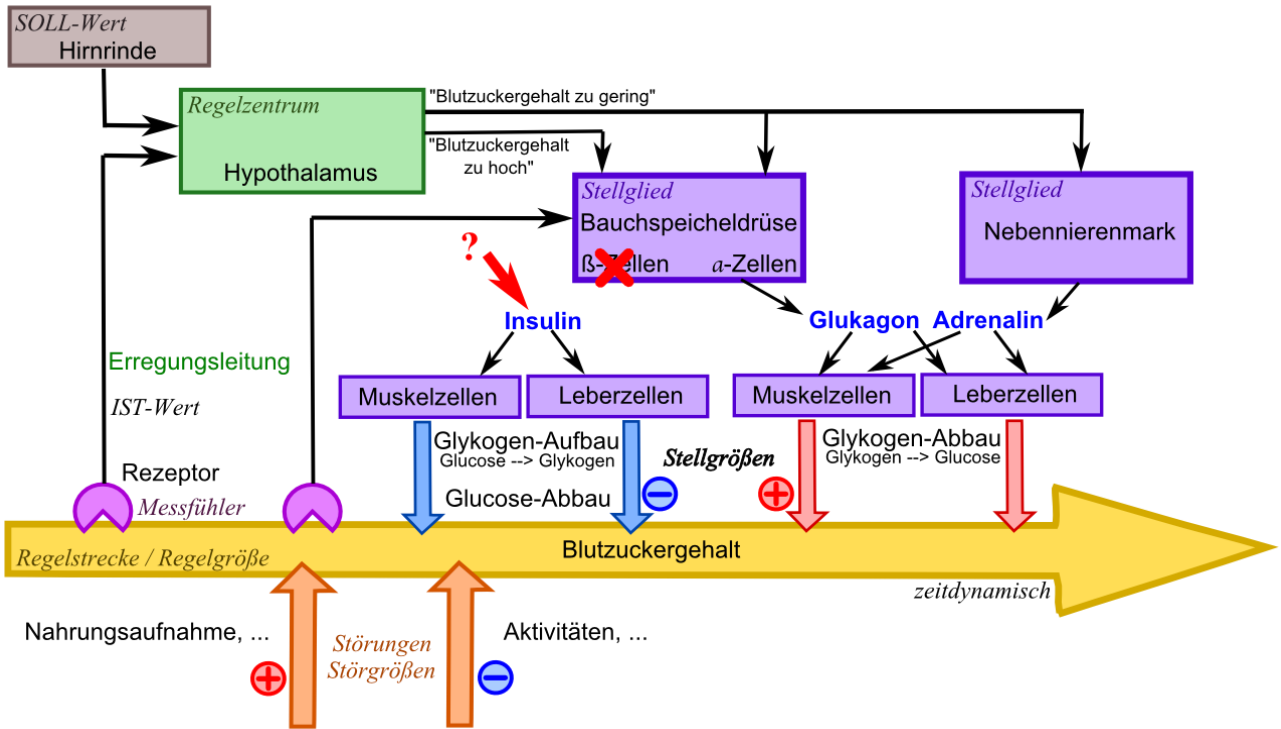 SOLL-Wert
Hirnrinde
Regelzentrum
Hypothalamus
"Blutzuckergehalt zu gering"
"Blutzuckergehalt
zu hoch"
Stellglied
Bauchspeicheldrüse
ß-Zellen a-Zellen
Stellglied
Nebennierenmark
?
Insulin
Glukagon Adrenalin
Erregungsleitung
IST-Wert
Muskelzellen
Leberzellen
Muskelzellen
Leberzellen
Glykogen-Aufbau
Glucose --> Glykogen
Glucose-Abbau
Stellgrößen
Glykogen-Abbau
Glykogen --> Glucose
Rezeptor
Messfühler
Regelstrecke / Regelgröße
Blutzuckergehalt
zeitdynamisch
Nahrungsaufnahme, ...
Störungen
Störgrößen
Aktivitäten, ...